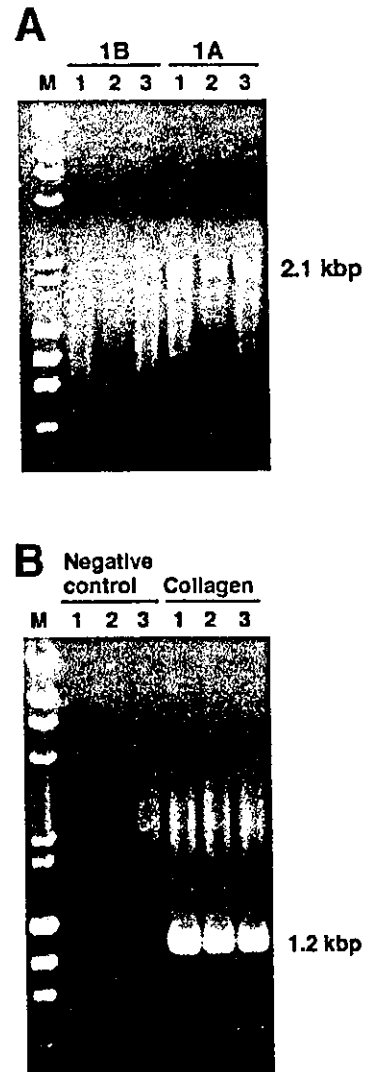 A
1B 1A
M 1 2 3 1 2 3
2.1 kbp
B
Negative
control Collagen
M 1 2 3 1 2 3
1.2 kbp